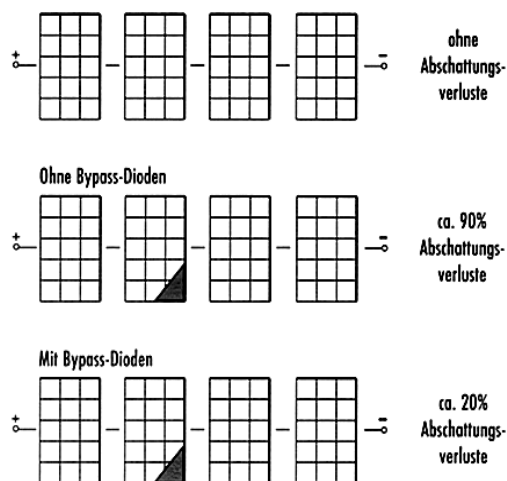 +
-
ohne
Abschattungs-
verluste
Ohne Bypass-Dioden
+
-
ca. 90%
Abschattungs-
verluste
Mit Bypass-Dioden
+
-
ca. 20%
Abschattungs-
verluste